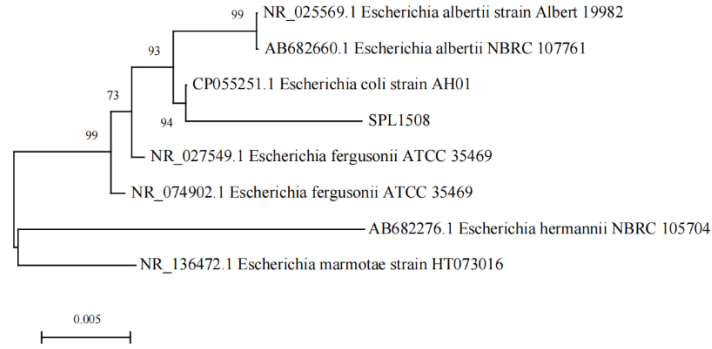 99
NR_025569.1 Escherichia albertii strain Albert 19982
AB682660.1 Escherichia albertii NBRC 107761
93
CP055251.1 Escherichia coli strain AH01
73
94
SPL1508
99
NR_027549.1 Escherichia fergusonii ATCC 35469
NR_074902.1 Escherichia fergusonii ATCC 35469
AB682276.1 Escherichia hermannii NBRC 105704
NR_136472.1 Escherichia marmotae strain HT073016
0.005